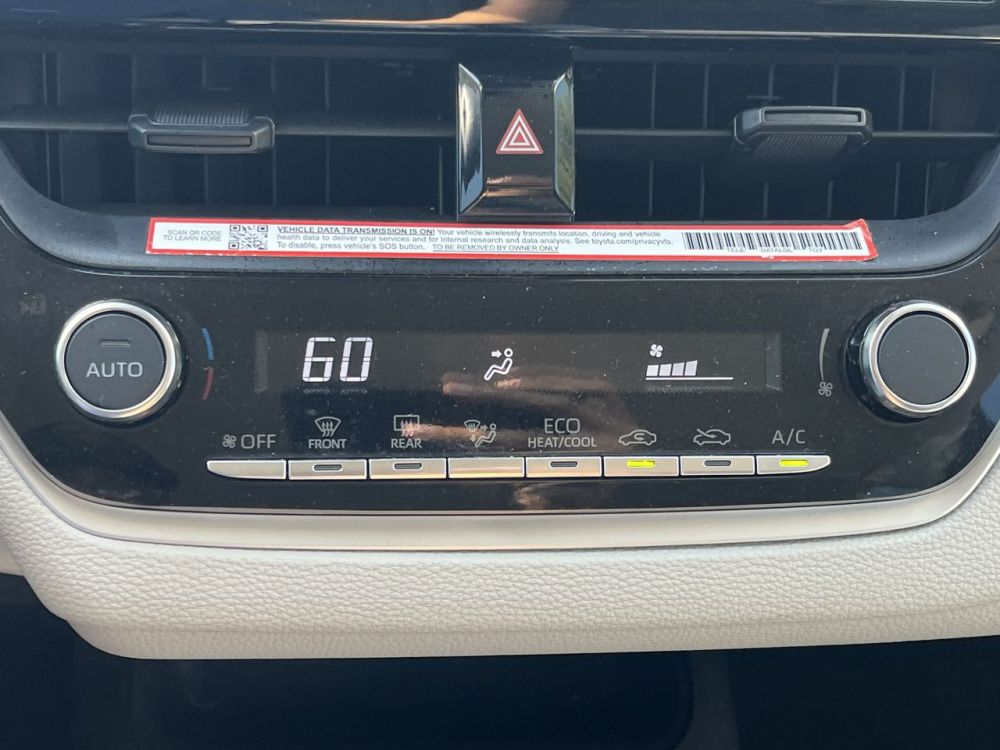 SCAN QR CODE
TO LEARN MORE
VEHICLE DATA TRANSMISSION IS ON! Your vehicle wirelessly transmits location, driving and vehicle
health data to deliver your services and for internal research and data analysis. See toyota.com/privacyvts.
To disable, press vehicle's SOS button. TO BE REMOVED BY OWNER ONLY
AUTO
60
OFF
FRONT
REAR
ECO
HEAT/COOL
A/C